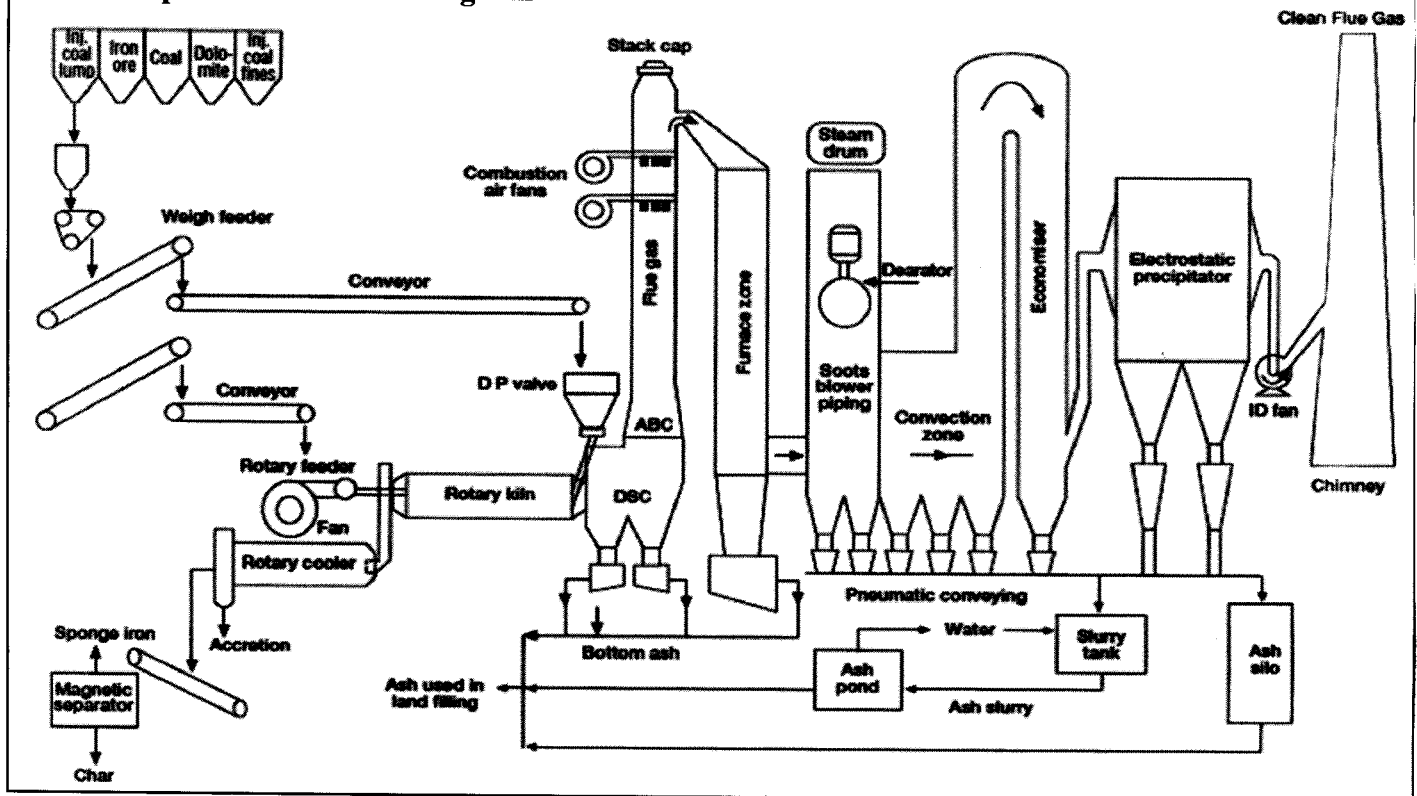 Clean Flue Gas
Inj.
coal
lump
Iron
ore
Coal
Dolo-
mite
Inj.
coal
fines
Stack cap
Combustion
air fans
Steam
drum
Weigh feeder
Dearator
Electrostatic
precipitator
Conveyor
Flue gas
Furnace zone
Economiser
D P valve
Soots
blower
piping
Conveyor
ID fan
ABC
Convection
zone
Rotary feeder
Rotary kiln
DSC
Chimney
Fan
Rotary cooler
Pneumatic conveying
Sponge iron
Accretion
Bottom ash
Water
Slurry
tank
Ash
silo
Magnetic
separator
Ash used in
land filling
Ash
pond
Ash slurry
Char